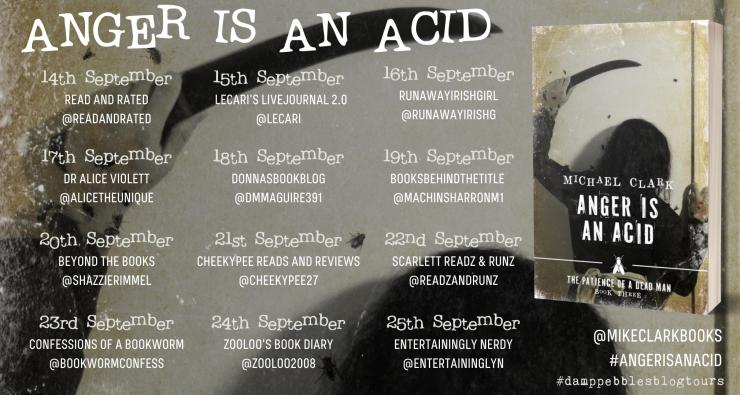 ANGER IS AN ACID
14th September
READ AND RATED
@READANDRATED
15th September
LECARI'S LIVEJOURNAL 2.0
@LECARI
16th September
RUNAWAYIRISHGIRL
@RUNAWAYIRISHG
17th September
DR ALICE VIOLETT
@ALICETHEUNIQUE
18th September
DONNASBOOKBLOG
@DMMAGUIRE391
19th September
BOOKSBEHINDTHETITLE
@MACHINSHARRONM1
20th September
BEYOND THE BOOKS
@SHAZZIERIMMEL
21st September
CHEEKYPEE READS AND REVIEWS
@CHEEKYPEE27
22nd September
SCARLETT READZ & RUNZ
@READZANDRUNZ
23rd September
CONFESSIONS OF A BOOKWORM
@BOOKWORMCONFESS
24th September
ZOOLOO'S BOOK DIARY
@ZOOLOO2008
25th September
ENTERTAININGLY NERDY
@ENTERTAININGLYN
MICHAEL CLARK
ANGER IS
AN ACID
THE PATIENCE OF A DEAD MAN
BOOK THREE
@MIKECLARKBOOKS
#ANGERISANACID
#damppebblesblogtours